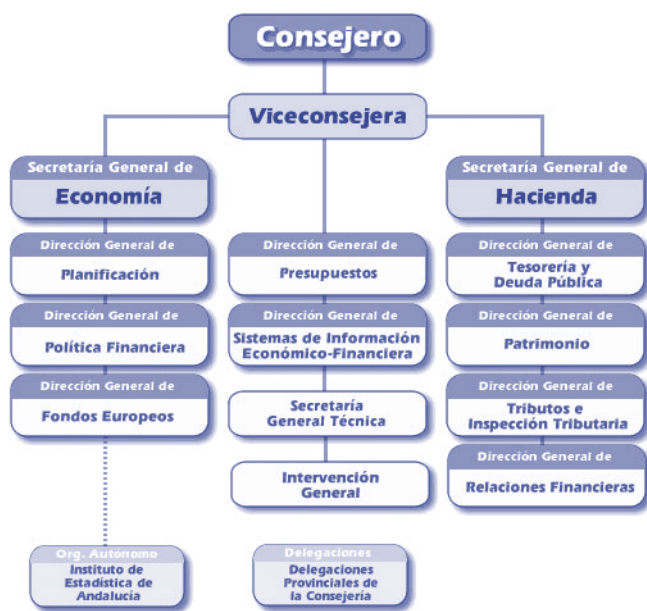 Consejero
Viceconsejera
Secretaría General de
Economía
Dirección General de
Planificación
Dirección General de
Política Financiera
Dirección General de
Fondos Europeos
Org. Autónomo
Instituto de
Estadística de
Andalucía
Dirección General de
Presupuestos
Dirección General de
Sistemas de Información
Económico-Financiera
Secretaría
General Técnica
Intervención
General
Delegaciones
Delegaciones
Provinciales de
la Consejería
Secretaría General de
Hacienda
Dirección General de
Tesorería y
Deuda Pública
Dirección General de
Patrimonio
Dirección General de
Tributos e
Inspección Tributaria
Dirección General de
Relaciones Financieras